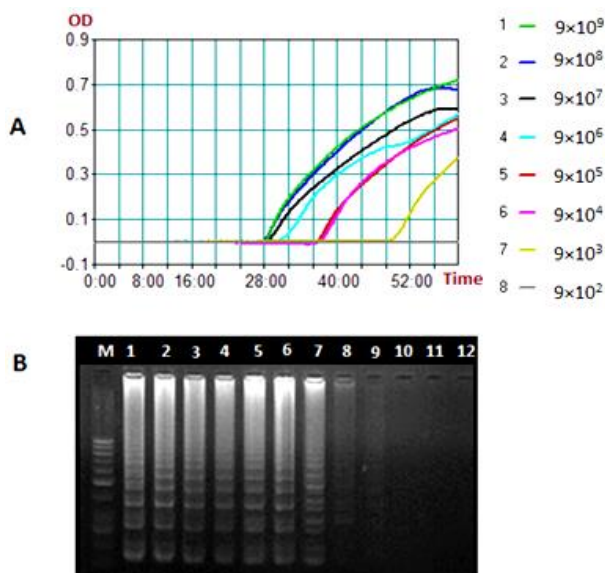 OD
0.9
0.7
0.5
0.3
0.1
-0.1
0:00 8:00 16:00 28:00 40:00 52:00 Time
A
1 9×10⁹
2 9×10⁸
3 9×10⁷
4 9×10⁶
5 9×10⁵
6 9×10⁴
7 9×10³
8 9×10²
B
M 1 2 3 4 5 6 7 8 9 10 11 12